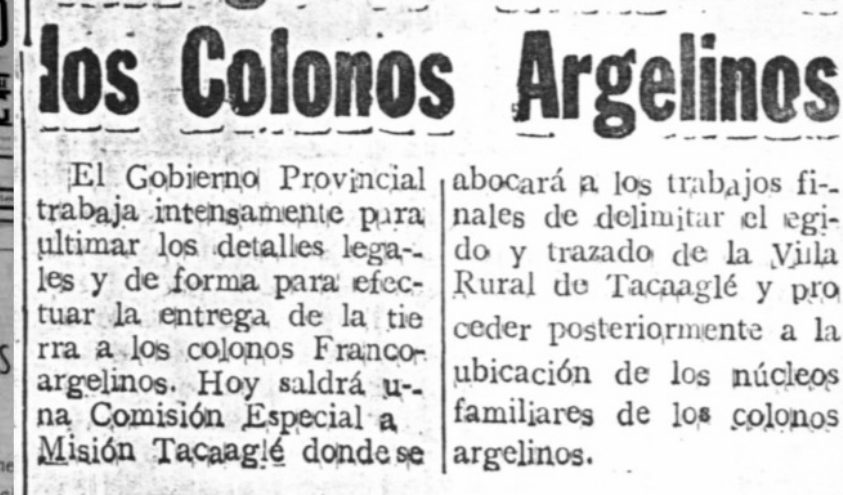 los Colonos Argelinos
El Gobierno Provincial
trabaja intensamente para
ultimar los detalles lega-
les y de forma para efec-
tuar la entrega de la tie
rra a los colonos Franco-
argelinos. Hoy saldrá u-
na Comisión Especial a
Misión Tacaaglé donde se
abocará a los trabajos fi-
nales de delimitar el egi-
do y trazado de la Villa
Rural de Tacaaglé y pro
ceder posteriormente a la
ubicación de los núcleos
familiares de los colonos
argelinos.